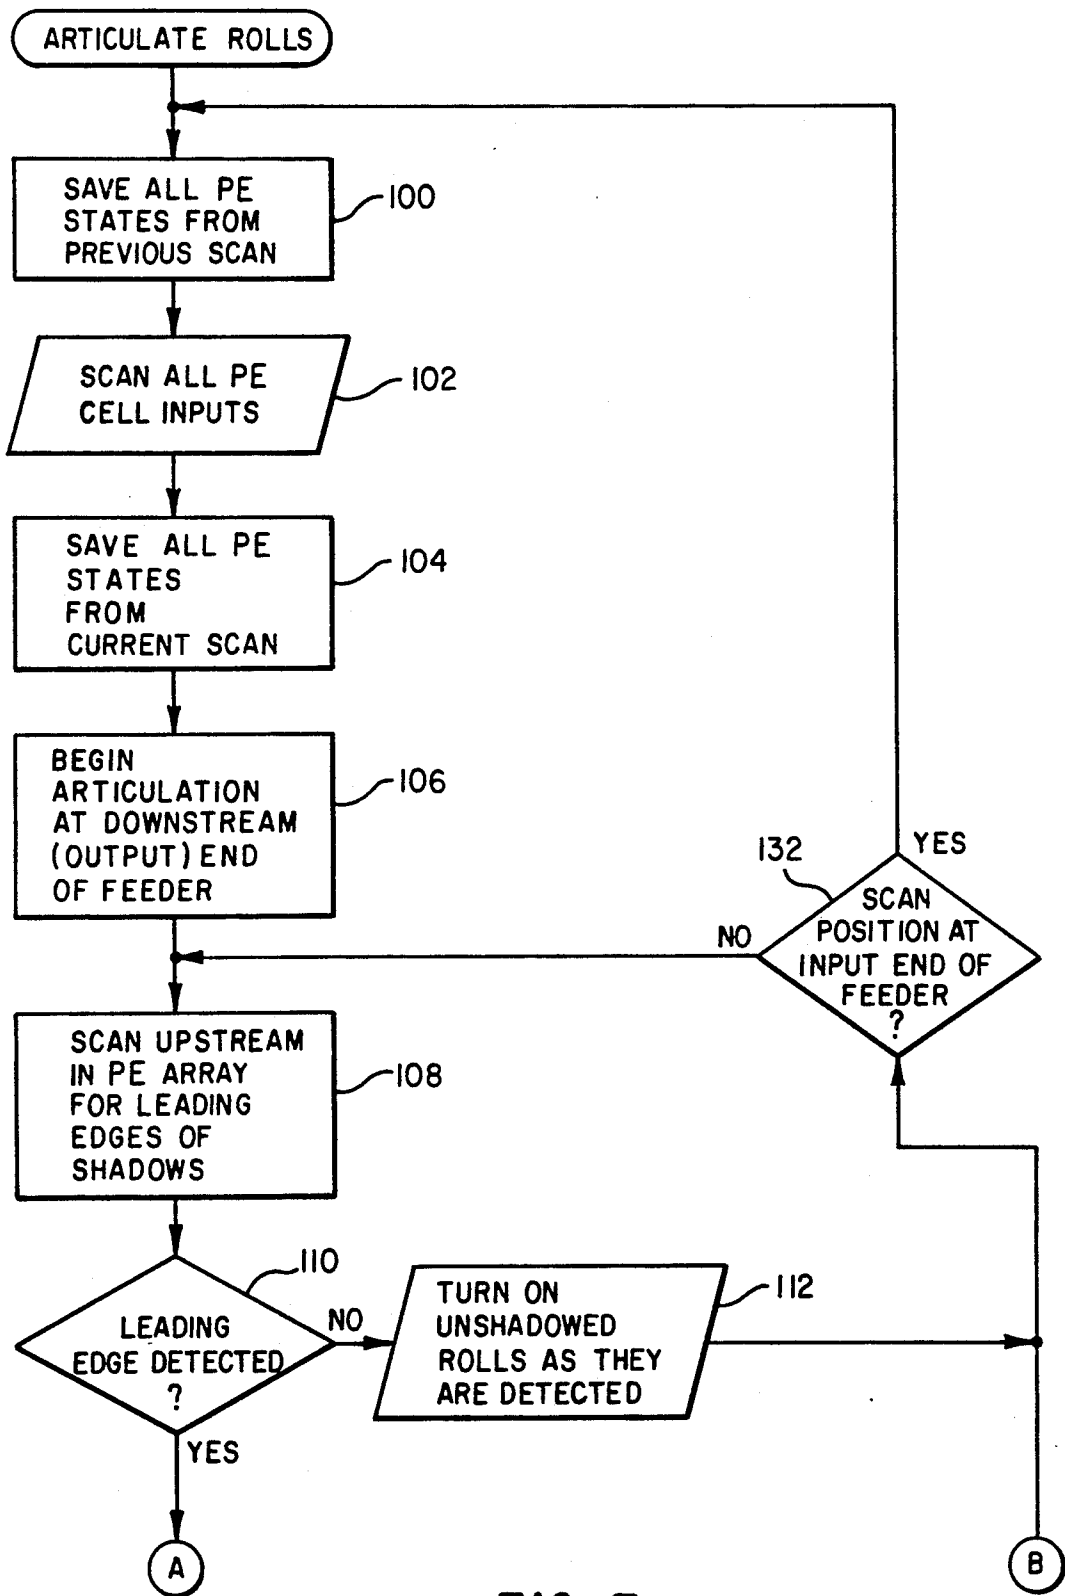 ARTICULATE ROLLS
SAVE ALL PE
STATES FROM
PREVIOUS SCAN
100
SCAN ALL PE
CELL INPUTS
102
SAVE ALL PE
STATES
FROM
CURRENT SCAN
104
BEGIN
ARTICULATION
AT DOWNSTREAM
(OUTPUT) END
OF FEEDER
106
132
YES
SCAN
POSITION AT
INPUT END OF
FEEDER
?
NO
SCAN UPSTREAM
IN PE ARRAY
FOR LEADING
EDGES OF
SHADOWS
108
110
LEADING
EDGE DETECTED
?
NO
YES
TURN ON
UNSHADOWED
ROLLS AS THEY
ARE DETECTED
112
A
B